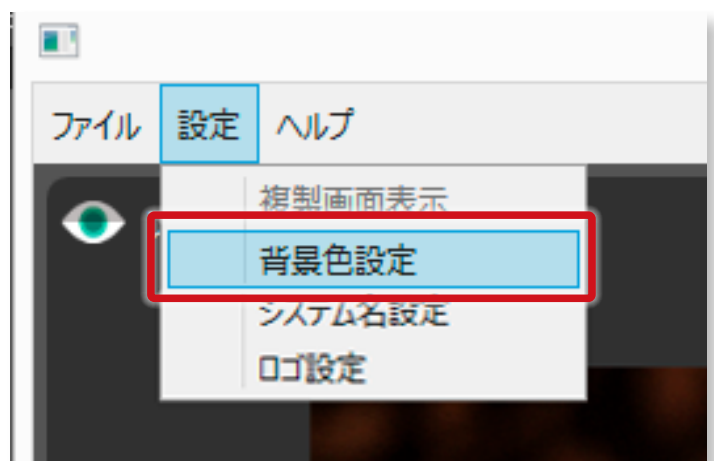 ファイル 設定 ヘルプ
複製画面表示
背景色設定
システム名設定
ロゴ設定